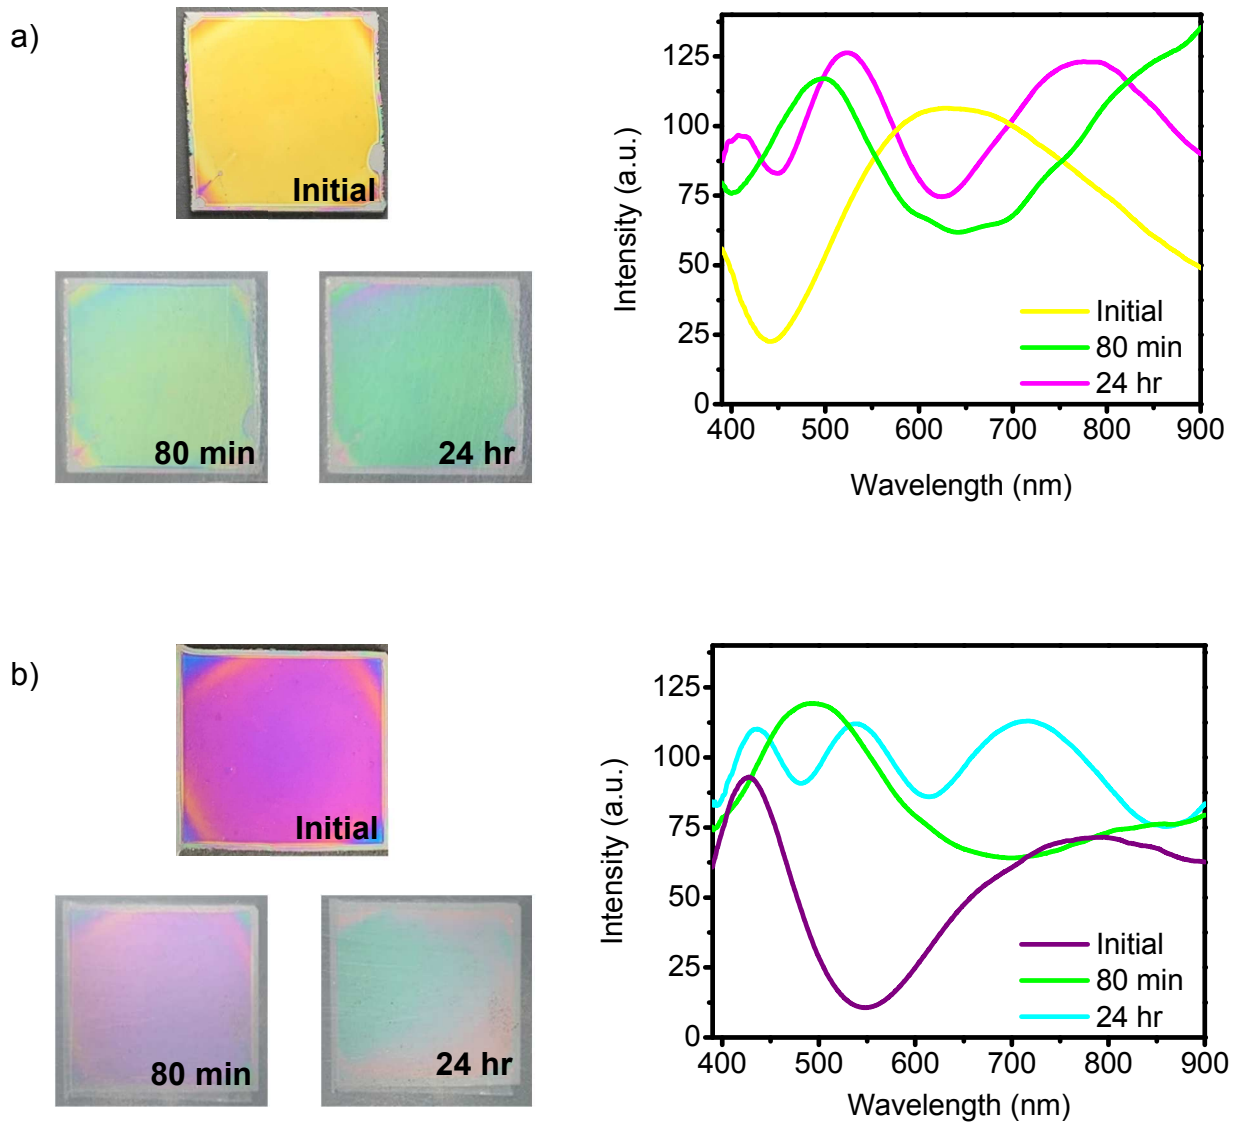 a)
Initial
80 min
24 hr
Intensity (a.u.)
125
100
75
50
25
0
Initial
80 min
24 hr
400 500 600 700 800 900
Wavelength (nm)
b)
Initial
80 min
24 hr
Intensity (a.u.)
125
100
75
50
25
0
Initial
80 min
24 hr
400 500 600 700 800 900
Wavelength (nm)